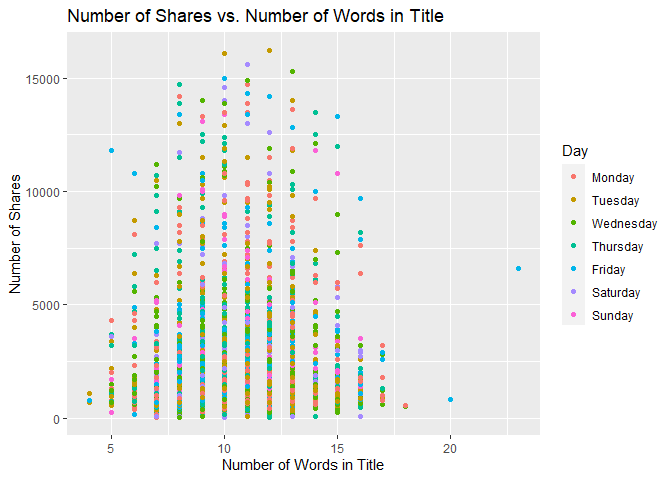 Number of Shares vs. Number of Words in Title
15000
10000
5000
0
Number of Shares
5
10
15
20
Number of Words in Title
Day
Monday
Tuesday
Wednesday
Thursday
Friday
Saturday
Sunday